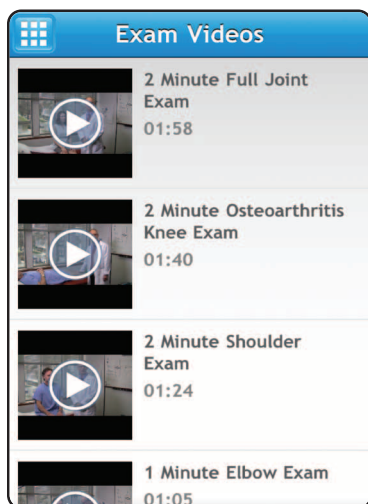 Exam Videos
2 Minute Full Joint
Exam
01:58
2 Minute Osteoarthritis
Knee Exam
01:40
2 Minute Shoulder
Exam
01:24
1 Minute Elbow Exam
01:05